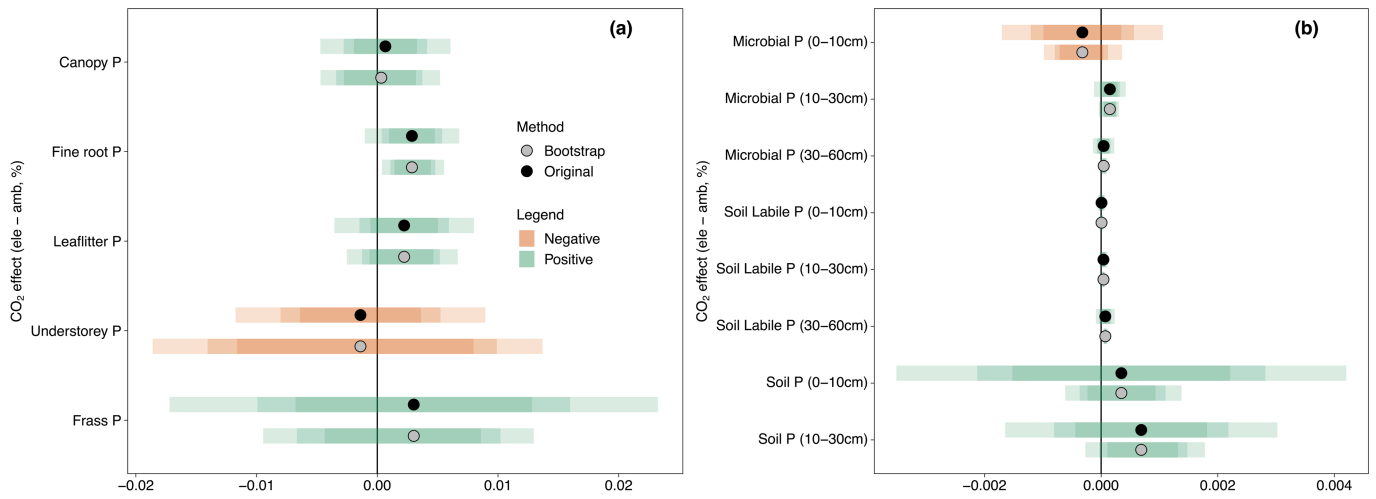 (a)
CO₂ effect (ele − amb, %)
Canopy P
Fine root P
Leaflitter P
Understorey P
Frass P
Method
Bootstrap
Original
Legend
Negative
Positive
−0.02 −0.01 0.00 0.01 0.02
(b)
CO₂ effect (ele − amb, %)
Microbial P (0−10cm)
Microbial P (10−30cm)
Microbial P (30−60cm)
Soil Labile P (0−10cm)
Soil Labile P (10−30cm)
Soil Labile P (30−60cm)
Soil P (0−10cm)
Soil P (10−30cm)
−0.002 0.000 0.002 0.004